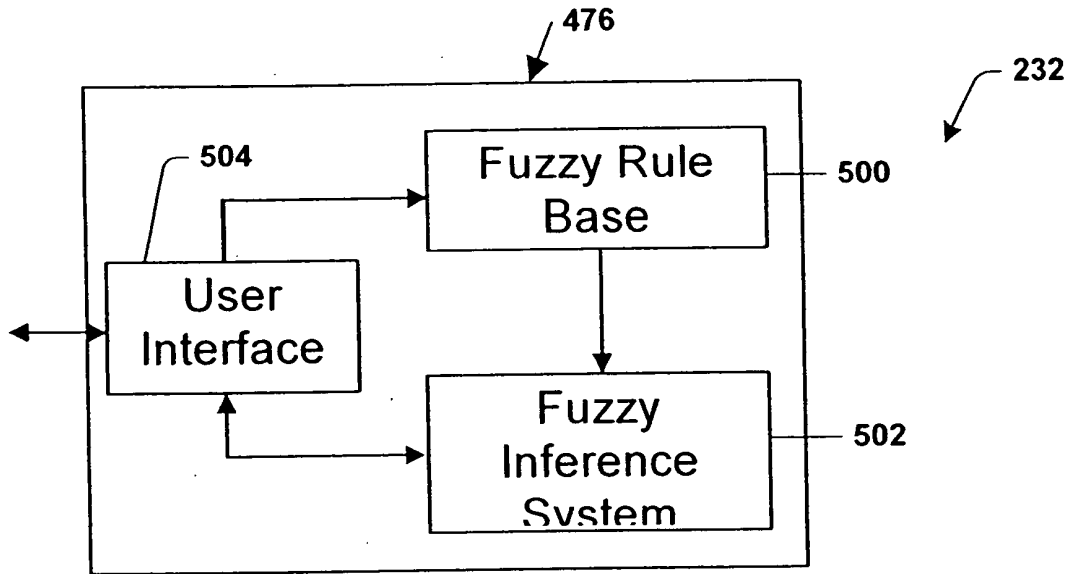 476
232
504
Fuzzy Rule
Base
500
User
Interface
Fuzzy
Inference
System
502